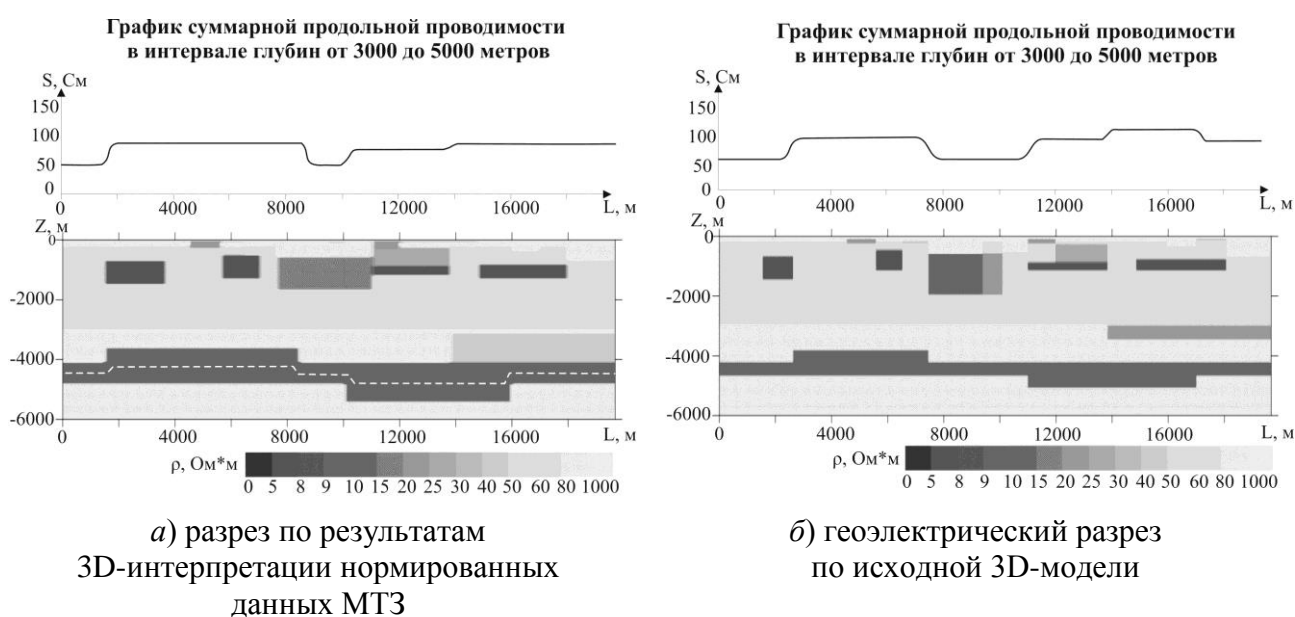 График суммарной продольной проводимости
в интервале глубин от 3000 до 5000 метров
S, См
150
100
50
0
0 4000 8000 12000 16000 L, м
Z, м
0
-2000
-4000
-6000
0 4000 8000 12000 16000 L, м
ρ, Ом*м
0 5 8 9 10 15 20 25 30 40 50 60 80 1000
а) разрез по результатам
3D-интерпретации нормированных
данных МТЗ
График суммарной продольной проводимости
в интервале глубин от 3000 до 5000 метров
S, См
150
100
50
0
0 4000 8000 12000 16000 L, м
Z, м
0
-2000
-4000
-6000
0 4000 8000 12000 16000 L, м
ρ, Ом*м
0 5 8 9 10 15 20 25 30 40 50 60 80 1000
б) геоэлектрический разрез
по исходной 3D-модели